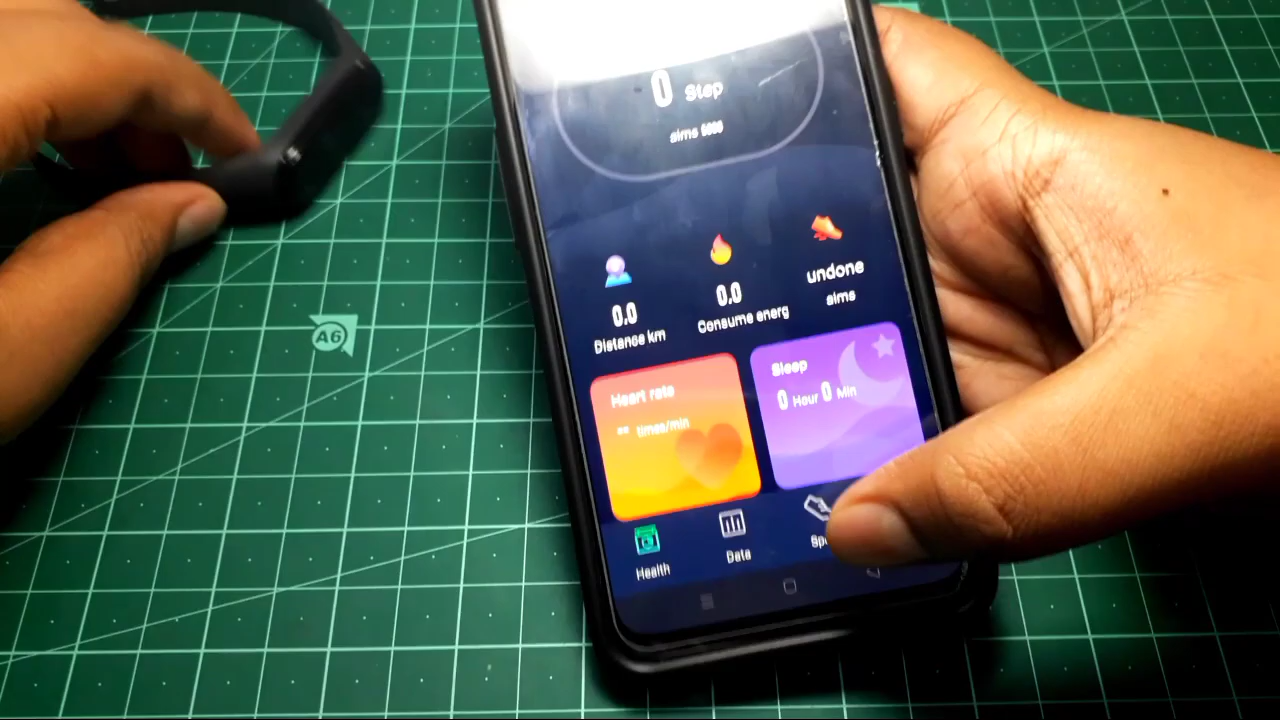 0 Step
aims
0.0
Distance km
0.0
Consume energ
undone
aims
Heart rate
-- times/min
Sleep
0 Hour 0 Min
Health
Data
A6